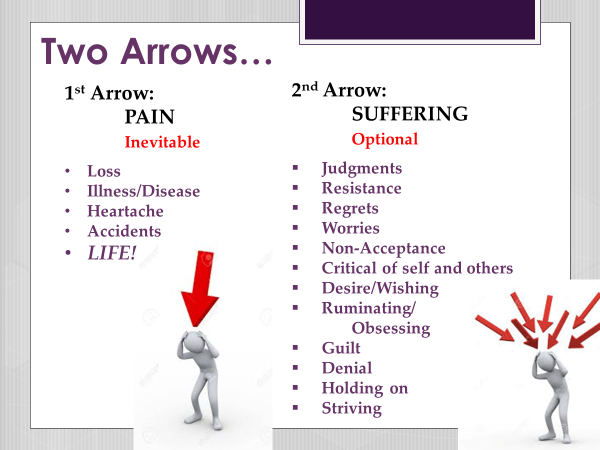 Two Arrows…
1st Arrow:
PAIN
Inevitable
• Loss
• Illness/Disease
• Heartache
• Accidents
• LIFE!
2nd Arrow:
SUFFERING
Optional
▪ Judgments
▪ Resistance
▪ Regrets
▪ Worries
▪ Non-Acceptance
▪ Critical of self and others
▪ Desire/Wishing
▪ Ruminating/
Obsessing
▪ Guilt
▪ Denial
▪ Holding on
▪ Striving